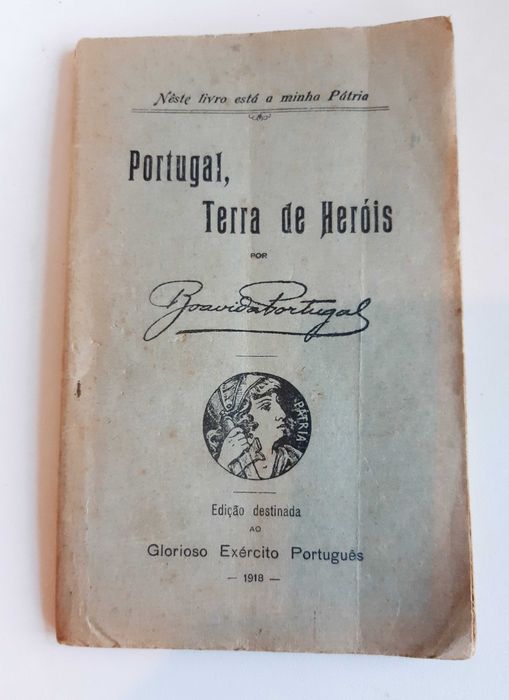 Nêste livro está a minha Pátria
Portugal,
Terra de Heróis
POR
Boavida Portugal
PATRIA
Edição destinada
AO
Glorioso Exército Português
— 1918 —